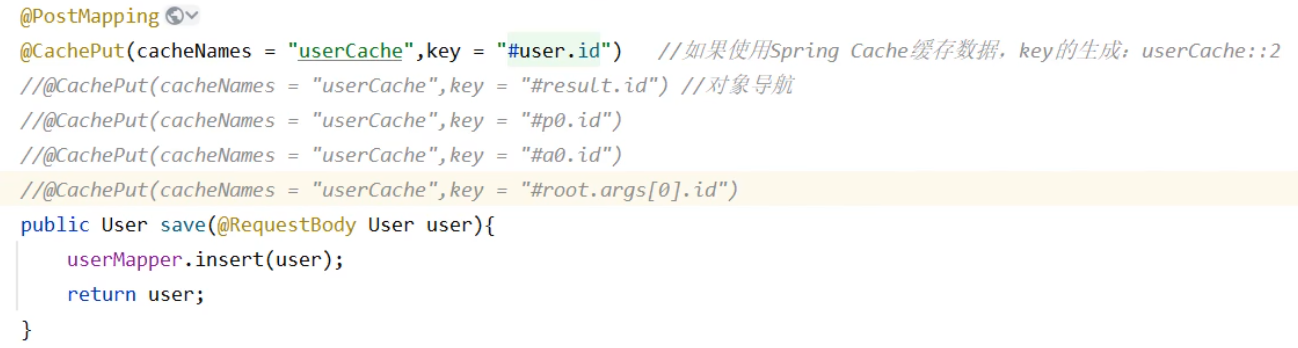 @PostMapping
@CachePut(cacheNames = "userCache",key = "#user.id")   //如果使用Spring Cache缓存数据，key的生成：userCache::2
//@CachePut(cacheNames = "userCache",key = "#result.id") //对象导航
//@CachePut(cacheNames = "userCache",key = "#p0.id")
//@CachePut(cacheNames = "userCache",key = "#a0.id")
//@CachePut(cacheNames = "userCache",key = "#root.args[0].id")
public User save(@RequestBody User user){
    userMapper.insert(user);
    return user;
}